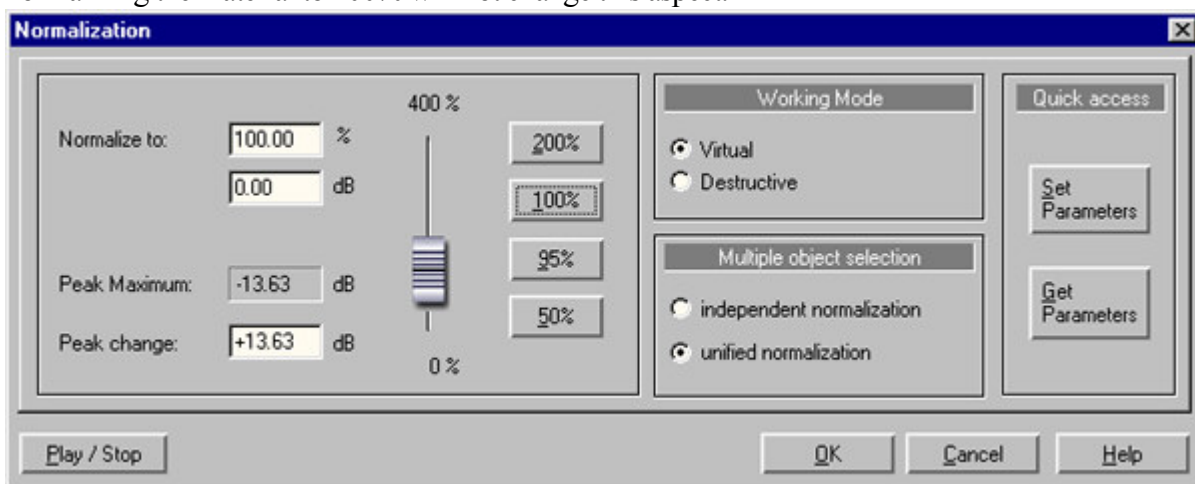 Normalization
400 %
Normalize to:
100.00 %
0.00 dB
Peak Maximum:
-13.63 dB
Peak change:
+13.63 dB
0 %
200%
100%
95%
50%
Working Mode
Virtual
Destructive
Multiple object selection
independent normalization
unified normalization
Quick access
Set
Parameters
Get
Parameters
Play / Stop
OK
Cancel
Help